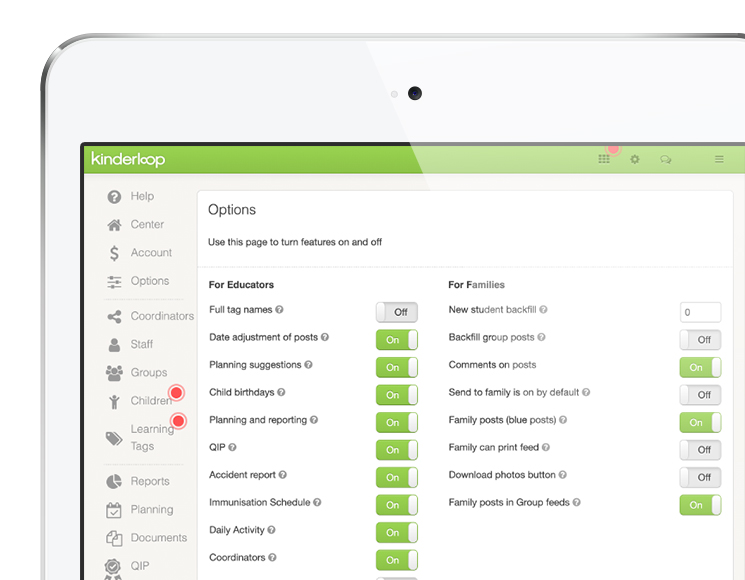 kinderloop
Help
Center
Account
Options
Coordinators
Staff
Groups
Children
Learning
Tags
Reports
Planning
Documents
QIP
Options
Use this page to turn features on and off
For Educators
Full tag names ? Off
Date adjustment of posts ? On
Planning suggestions ? On
Child birthdays ? On
Planning and reporting ? On
QIP ? On
Accident report ? On
Immunisation Schedule ? On
Daily Activity ? On
Coordinators ? On
For Families
New student backfill ? 0
Backfill group posts ? Off
Comments on posts On
Send to family is on by default ? Off
Family posts (blue posts) ? On
Family can print feed ? Off
Download photos button ? Off
Family posts in Group feeds ? On